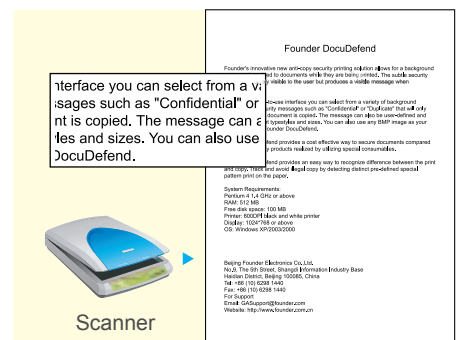 Founder DocuDefend
Founder's innovative new anti-copy security printing solution allows for a background
to documents while they are being printed. The subtle security
visible to the user but produces a visible message when
nterface you can select from a va
ssages such as "Confidential" or
nt is copied. The message can a
les and sizes. You can also use
DocuDefend.
-to-use interface you can select from a variety of background
messages such as "Confidential" or "Duplicate" that will only
document is copied. The message can also be user-defined and
typestyles and sizes. You can also use any BMP image as your
Founder DocuDefend.
provides a cost effective way to secure documents compared
products realized by utilizing special consumables.
provides an easy way to recognize difference between the print
and copy. Track and avoid illegal copy by detecting distinct pre-defined special
pattern print on the paper.
System Requirements:
Pentium 4 1.4 GHz or above
RAM: 512 MB
Free disk space: 100 MB
Printer: 600DPI black and white printer
Display: 1024*768 or above
OS: Windows XP/2003/2000
Beijing Founder Electronics Co.,Ltd.
No.9, The 5th Street, Shangdi Information Industry Base
Haidian District, Beijing 100085, China
Tel: +86 (10) 6298 1440
Fax: +86 (10) 6298 1440
For Support
Email: GASupport@founder.com
Website: http://www.founder.com.cn
Scanner